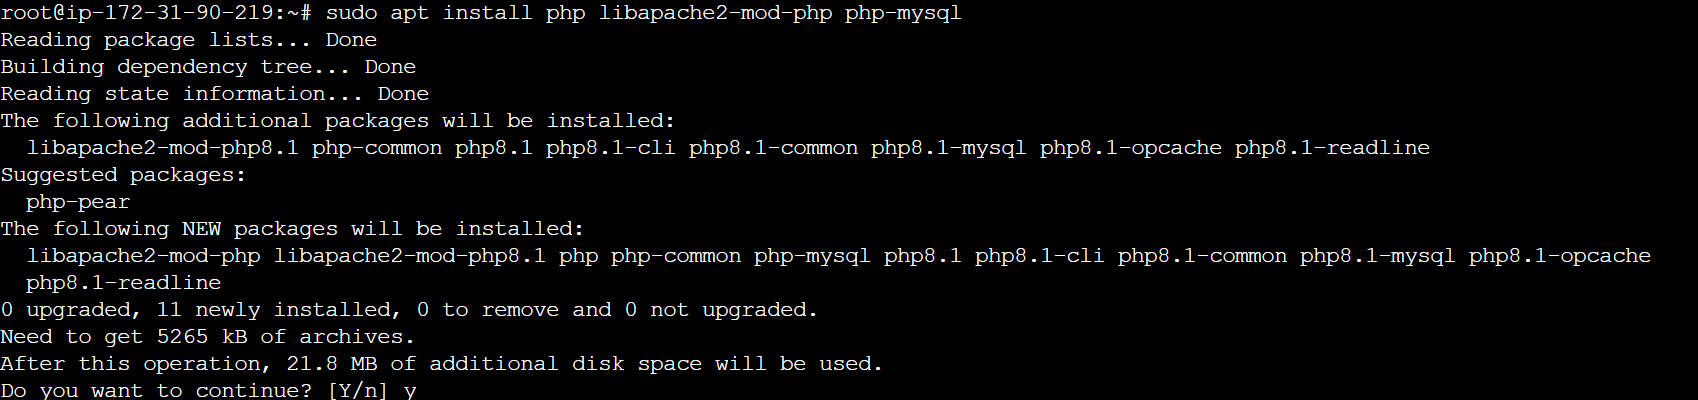 root@ip-172-31-90-219:~# sudo apt install php libapache2-mod-php php-mysql
Reading package lists... Done
Building dependency tree... Done
Reading state information... Done
The following additional packages will be installed:
  libapache2-mod-php8.1 php-common php8.1 php8.1-cli php8.1-common php8.1-mysql php8.1-opcache php8.1-readline
Suggested packages:
  php-pear
The following NEW packages will be installed:
  libapache2-mod-php libapache2-mod-php8.1 php php-common php-mysql php8.1 php8.1-cli php8.1-common php8.1-mysql php8.1-opcache
  php8.1-readline
0 upgraded, 11 newly installed, 0 to remove and 0 not upgraded.
Need to get 5265 kB of archives.
After this operation, 21.8 MB of additional disk space will be used.
Do you want to continue? [Y/n] y